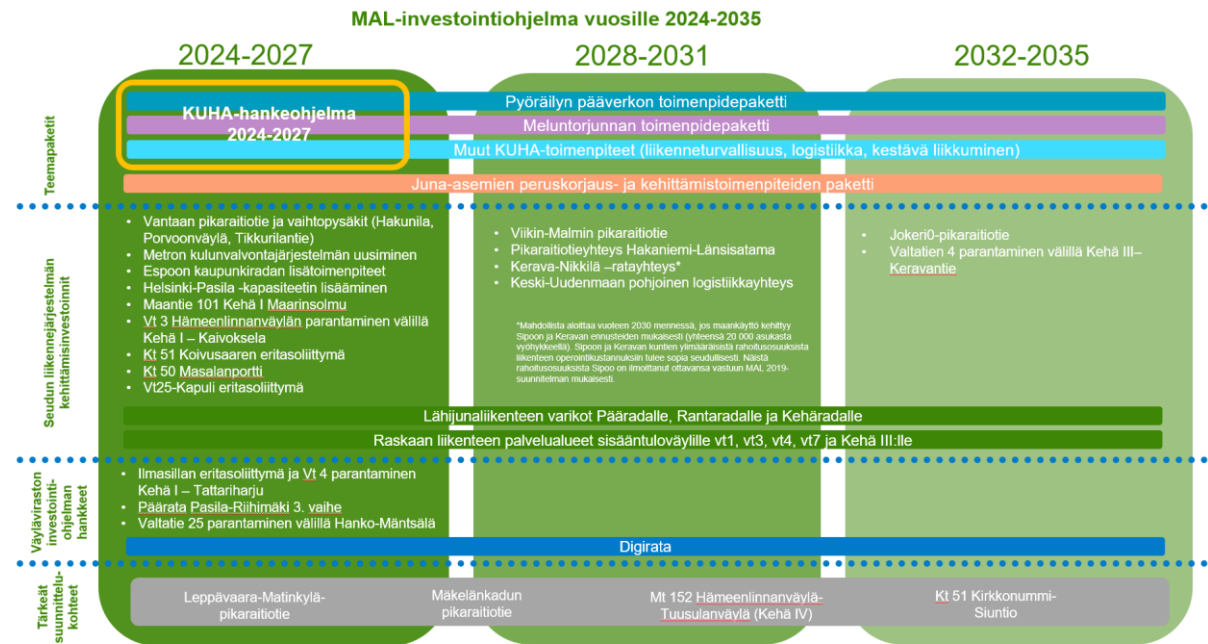 MAL-investointiohjelma vuosille 2024-2035
2024-2027
2028-2031
2032-2035
Teemapaketit
KUHA-hankeohjelma
2024-2027
Pyöräilyn pääverkon toimenpidepaketti
Meluntorjunnan toimenpidepaketti
Muut KUHA-toimenpiteet (liikenneturvallisuus, logistiikka, kestävä liikkuminen)
Juna-asemien peruskorjaus- ja kehittämistoimenpiteiden paketti
Seudun liikennejärjestelmän
kehittämisinvestoinnit
• Vantaan pikaraitiotie ja vaihtopysäkit (Hakunila,
Porvoonväylä, Tikkurilantie)
• Metron kulunvalvontajärjestelmän uusiminen
• Espoon kaupunkiradan lisätoimenpiteet
• Helsinki-Pasila -kapasiteetin lisääminen
• Maantie 101 Kehä I Maarinsolmu
• Vt 3 Hämeenlinnanväylän parantaminen välillä
Kehä I – Kaivoksela
• Kt 51 Koivusaaren eritasoliittymä
• Kt 50 Masalanportti
• Vt25-Kapuli eritasoliittymä
• Viikin-Malmin pikaraitiotie
• Pikaraitiotieyhteys Hakaniemi-Länsisatama
• Kerava-Nikkilä –ratayhteys*
• Keski-Uudenmaan pohjoinen logistiikkayhteys
*Mahdollista aloittaa vuoteen 2030 mennessä, jos maankäyttö kehittyy
Sipoon ja Keravan ennusteiden mukaisesti (yhteensä 20 000 asukasta
vyöhykkeellä). Sipoon ja Keravan kuntien ylimääräisistä rahoitusosuuksista
liikenteen operointikustannuksiin tulee sopia seudullisesti. Näistä
rahoitusosuuksista Sipoo on ilmoittanut ottavansa vastuun MAL 2019-
suunnitelman mukaisesti.
• Jokeri0-pikaraitiotie
• Valtatien 4 parantaminen välillä Kehä III–
Keravantie
Lähijunaliikenteen varikot Pääradalle, Rantaradalle ja Kehäradalle
Raskaan liikenteen palvelualueet sisääntuloväylille vt1, vt3, vt4, vt7 ja Kehä III:lle
Väyläviraston
investointi-
ohjelman
hankkeet
• Ilmasillan eritasoliittymä ja Vt 4 parantaminen
Kehä I – Tattariharju
• Päärata Pasila-Riihimäki 3. vaihe
• Valtatie 25 parantaminen välillä Hanko-Mäntsälä
Digirata
Tärkeät
suunnittelu-
kohteet
Leppävaara-Matinkylä-
pikaraitiotie
Mäkelänkadun
pikaraitiotie
Mt 152 Hämeenlinnanväylä-
Tuusulanväylä (Kehä IV)
Kt 51 Kirkkonummi-
Siuntio